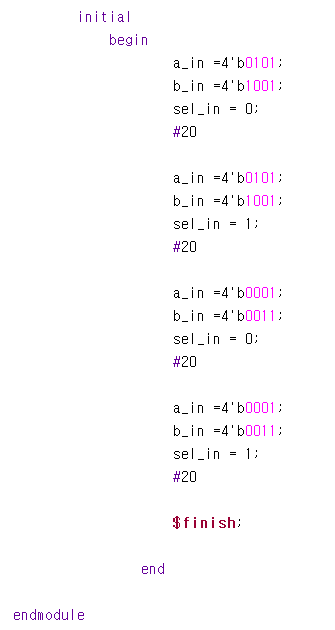 initial
begin
a_in =4'b0101;
b_in =4'b1001;
sel_in = 0;
#20
a_in =4'b0101;
b_in =4'b1001;
sel_in = 1;
#20
a_in =4'b0001;
b_in =4'b0011;
sel_in = 0;
#20
a_in =4'b0001;
b_in =4'b0011;
sel_in = 1;
#20
$finish;
end
endmodule